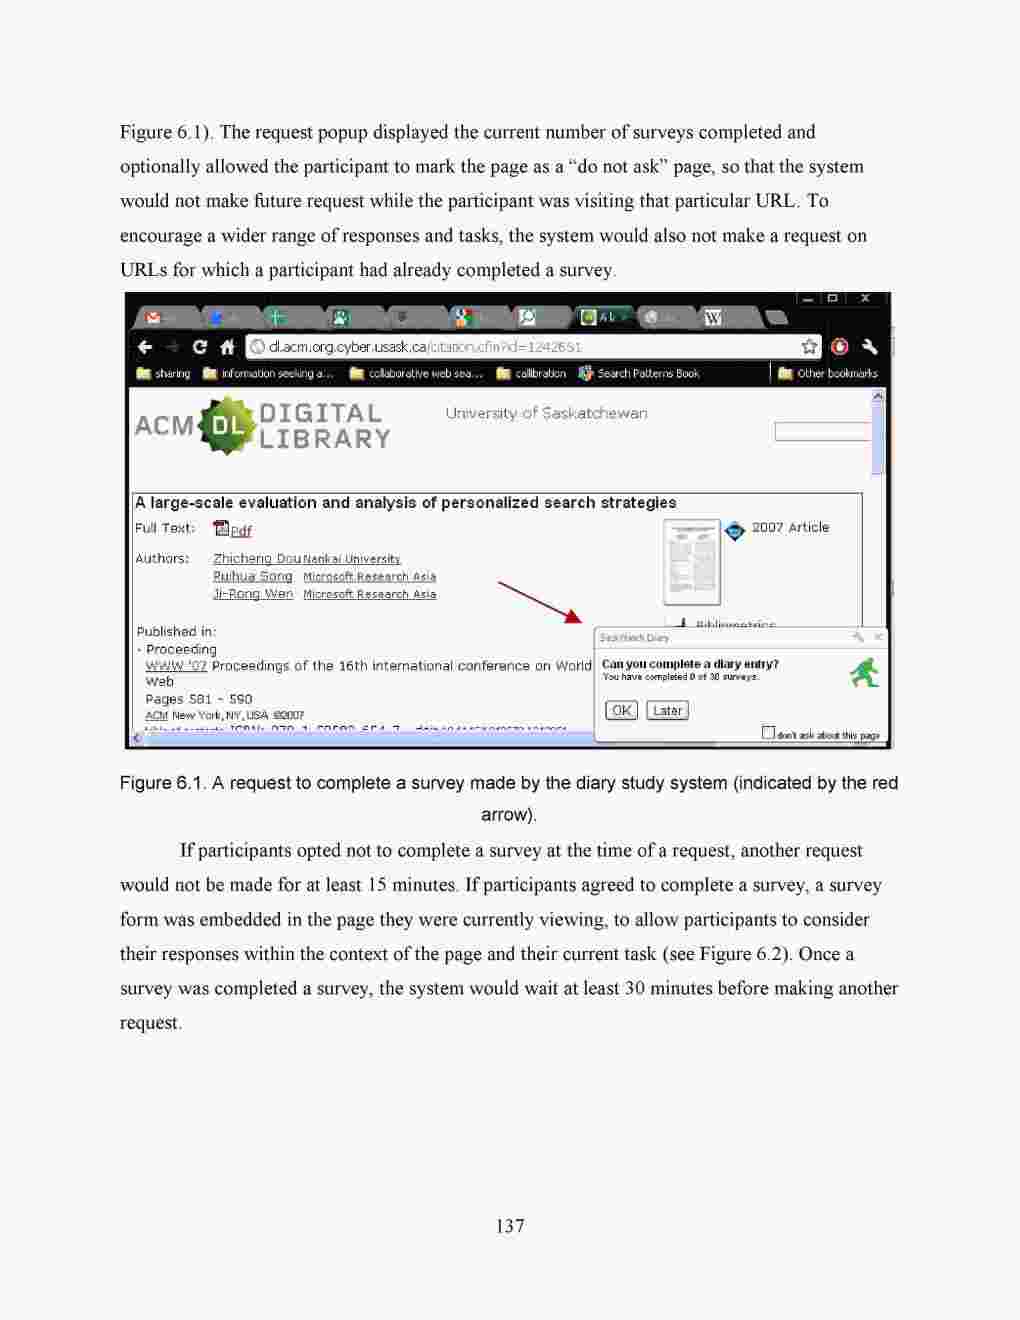 Figure 6.1). The request popup displayed the current number of surveys completed and
optionally allowed the participant to mark the page as a “do not ask” page, so that the system
would not make future request while the participant was visiting that particular URL. To
encourage a wider range of responses and tasks, the system would also not make a request on
URLs for which a participant had already completed a survey.
dl.acm.org.cyber.usask.ca/citation.cfm?id=1242651
sharing information seeking a... collaborative web sea... callibration Search Patterns Book Other bookmarks
ACM DL DIGITAL LIBRARY
University of Saskatchewan
A large-scale evaluation and analysis of personalized search strategies
Full Text: Pdf
2007 Article
Authors: Zhicheng Dou Nankai University
Ruihua Song Microsoft Research Asia
Ji-Rong Wen Microsoft Research Asia
Bibliometrics
Published in:
· Proceeding
WWW '07 Proceedings of the 16th international conference on World
Web
Pages 581 - 590
ACM New York, NY, USA ©2007
Diary
Can you complete a diary entry?
You have completed 0 of 30 surveys.
OK Later
don't ask about this page
Figure 6.1. A request to complete a survey made by the diary study system (indicated by the red
arrow).
If participants opted not to complete a survey at the time of a request, another request
would not be made for at least 15 minutes. If participants agreed to complete a survey, a survey
form was embedded in the page they were currently viewing, to allow participants to consider
their responses within the context of the page and their current task (see Figure 6.2). Once a
survey was completed a survey, the system would wait at least 30 minutes before making another
request.
137